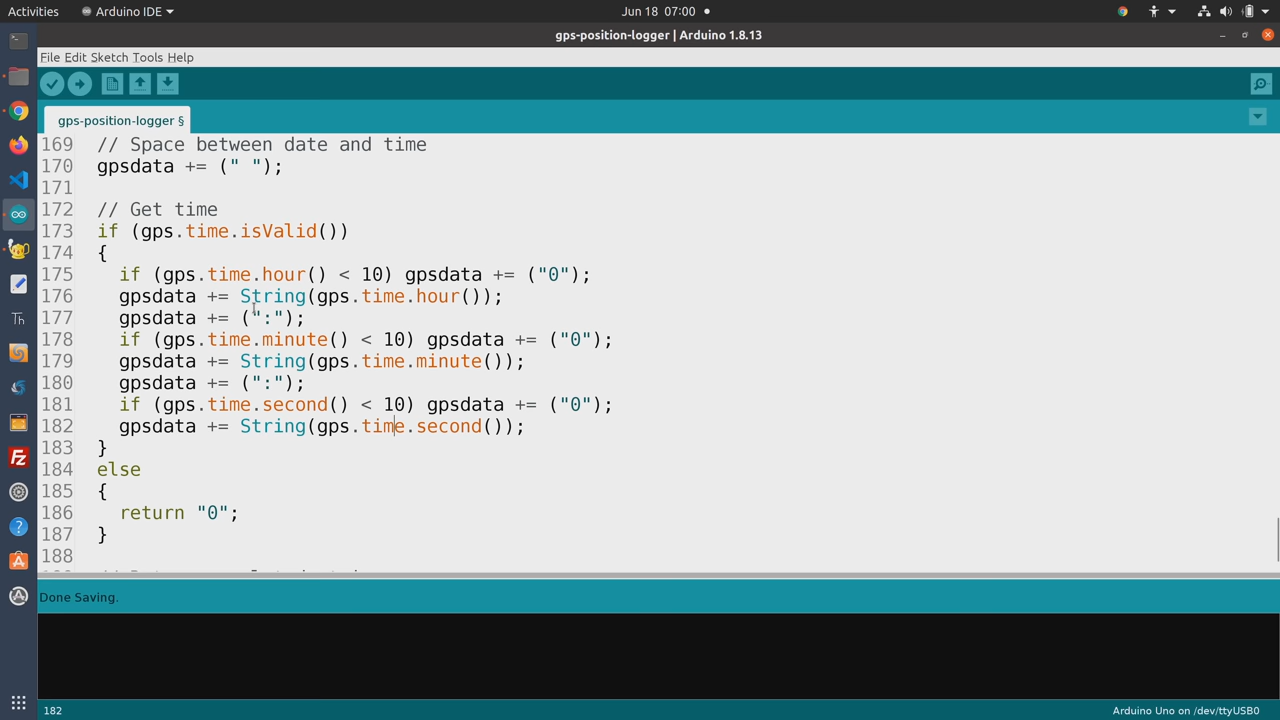 Activities Arduino IDE Jun 18 07:00
gps-position-logger | Arduino 1.8.13
File Edit Sketch Tools Help
gps-position-logger §
169 // Space between date and time
170 gpsdata += (" ");
171
172 // Get time
173 if (gps.time.isValid())
174 {
175 if (gps.time.hour() < 10) gpsdata += ("0");
176 gpsdata += String(gps.time.hour());
177 gpsdata += (":");
178 if (gps.time.minute() < 10) gpsdata += ("0");
179 gpsdata += String(gps.time.minute());
180 gpsdata += (":");
181 if (gps.time.second() < 10) gpsdata += ("0");
182 gpsdata += String(gps.time.second());
183 }
184 else
185 {
186 return "0";
187 }
188
Done Saving.
182 Arduino Uno on /dev/ttyUSB0
Th
Fz